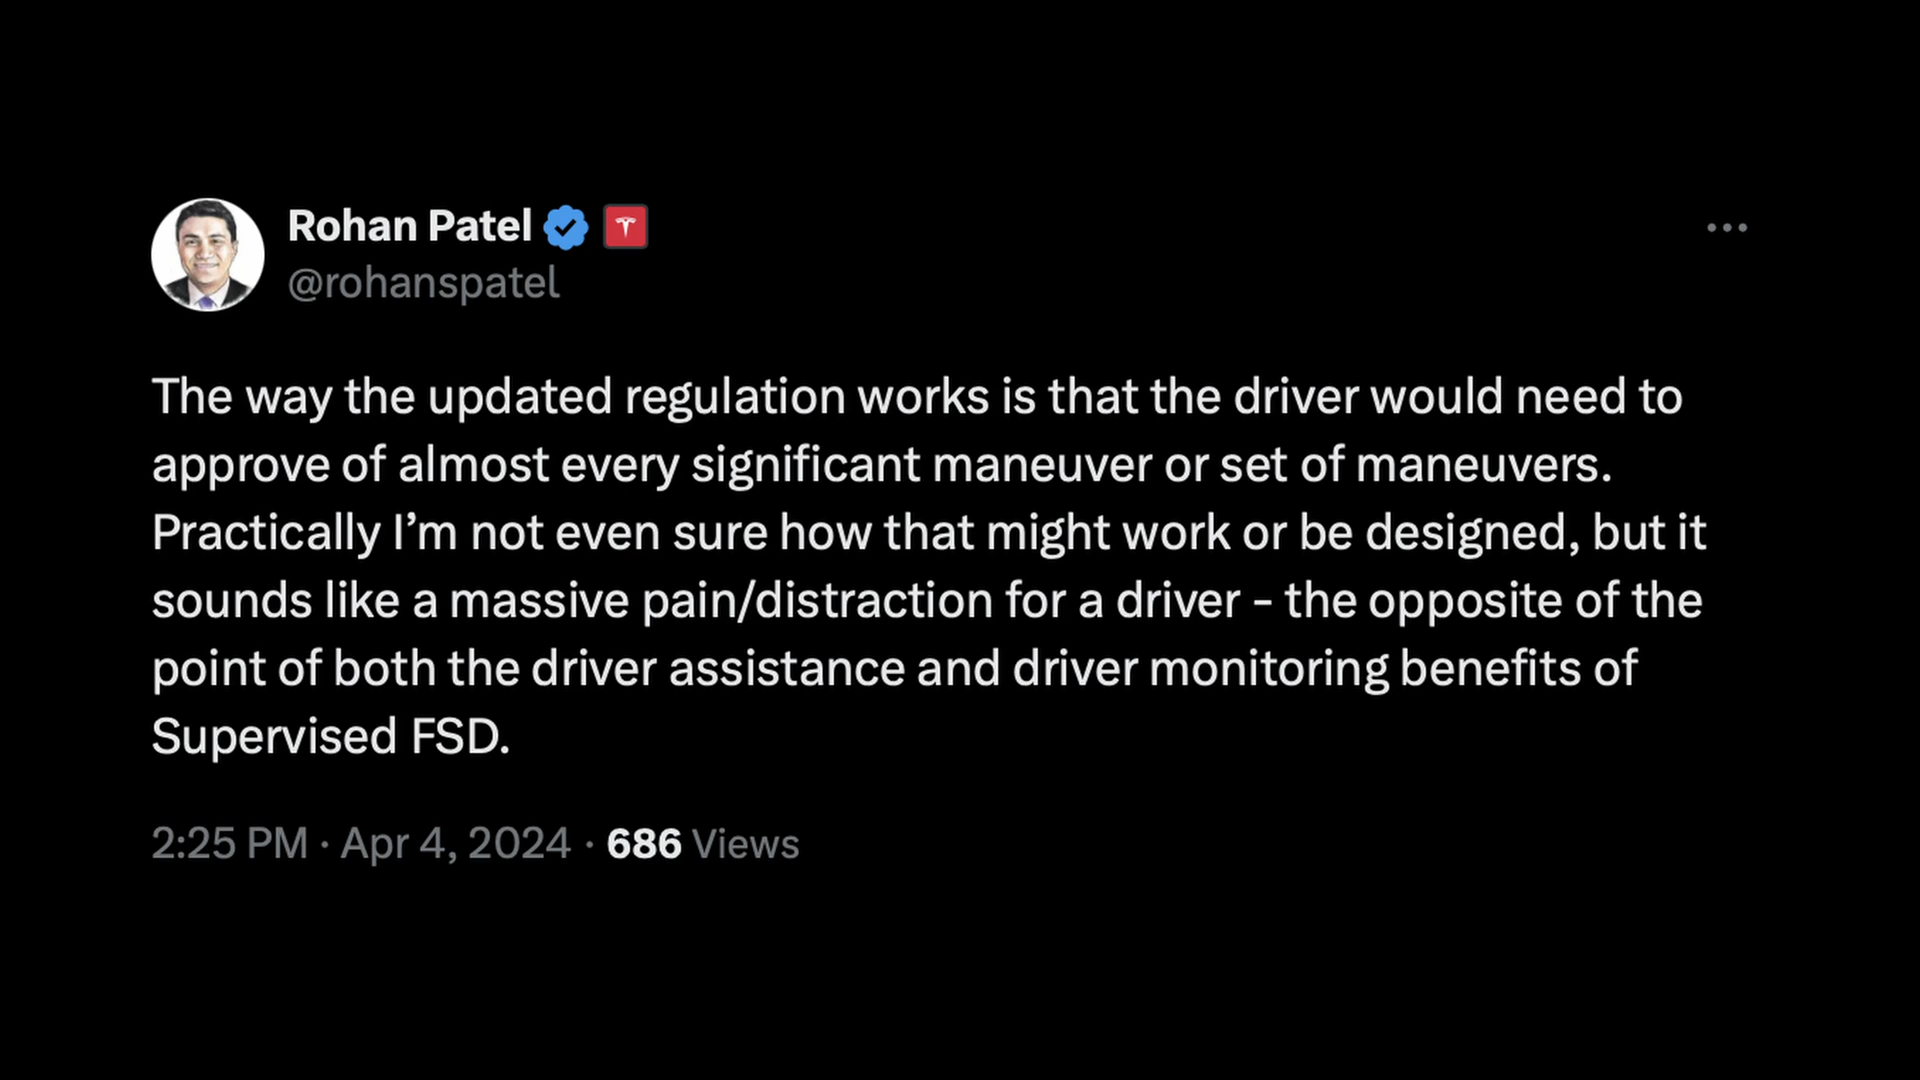 Rohan Patel
@rohanspatel
The way the updated regulation works is that the driver would need to
approve of almost every significant maneuver or set of maneuvers.
Practically I’m not even sure how that might work or be designed, but it
sounds like a massive pain/distraction for a driver - the opposite of the
point of both the driver assistance and driver monitoring benefits of
Supervised FSD.
2:25 PM · Apr 4, 2024 · 686 Views